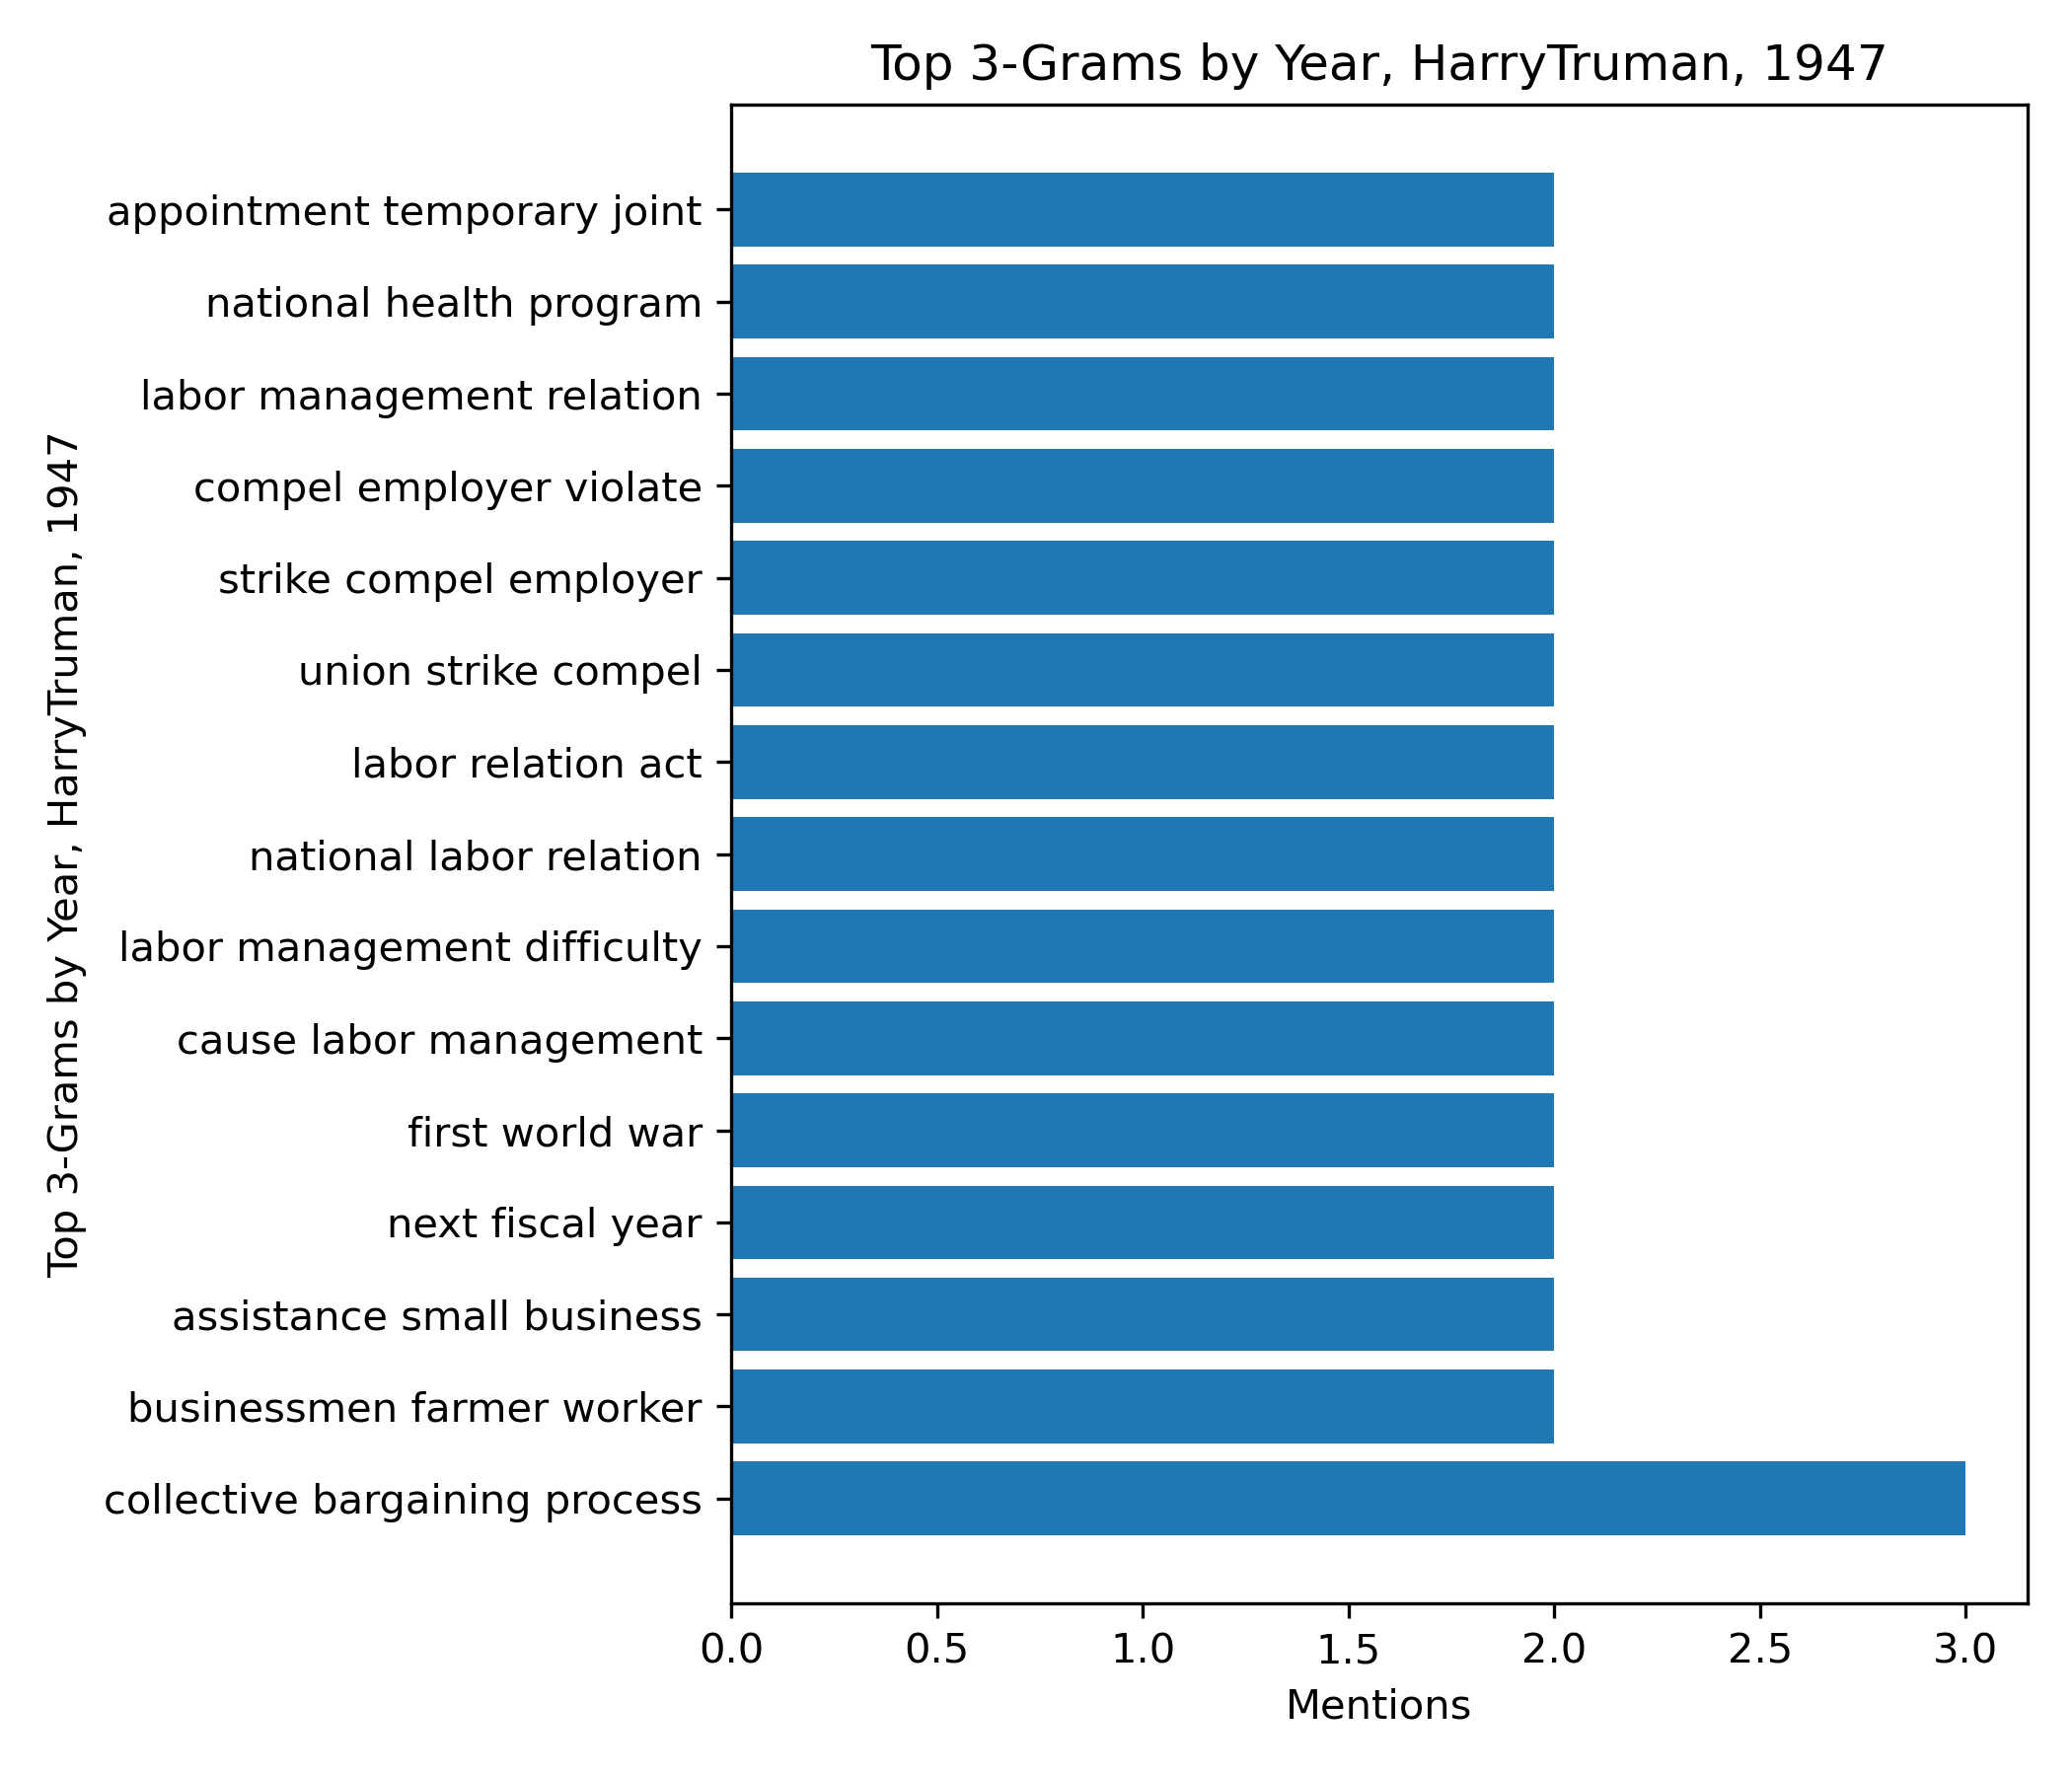 Top 3-Grams by Year, HarryTruman, 1947
Top 3-Grams by Year, HarryTruman, 1947
appointment temporary joint
national health program
labor management relation
compel employer violate
strike compel employer
union strike compel
labor relation act
national labor relation
labor management difficulty
cause labor management
first world war
next fiscal year
assistance small business
businessmen farmer worker
collective bargaining process
0.0 0.5 1.0 1.5 2.0 2.5 3.0
Mentions